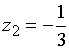 z₂ = −1/3